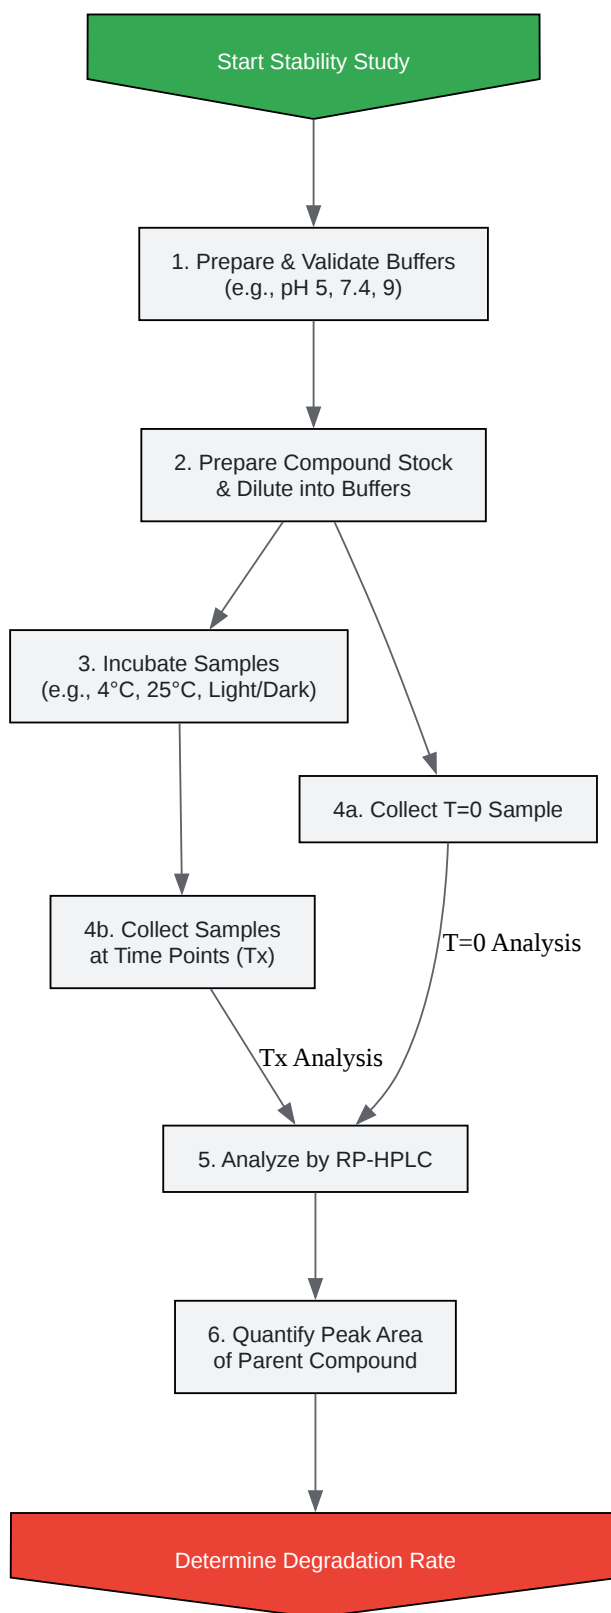 Start Stability Study
1. Prepare & Validate Buffers
(e.g., pH 5, 7.4, 9)
2. Prepare Compound Stock
& Dilute into Buffers
3. Incubate Samples
(e.g., 4°C, 25°C, Light/Dark)
4a. Collect T=0 Sample
4b. Collect Samples
at Time Points (Tx)
T=0 Analysis
Tx Analysis
5. Analyze by RP-HPLC
6. Quantify Peak Area
of Parent Compound
Determine Degradation Rate